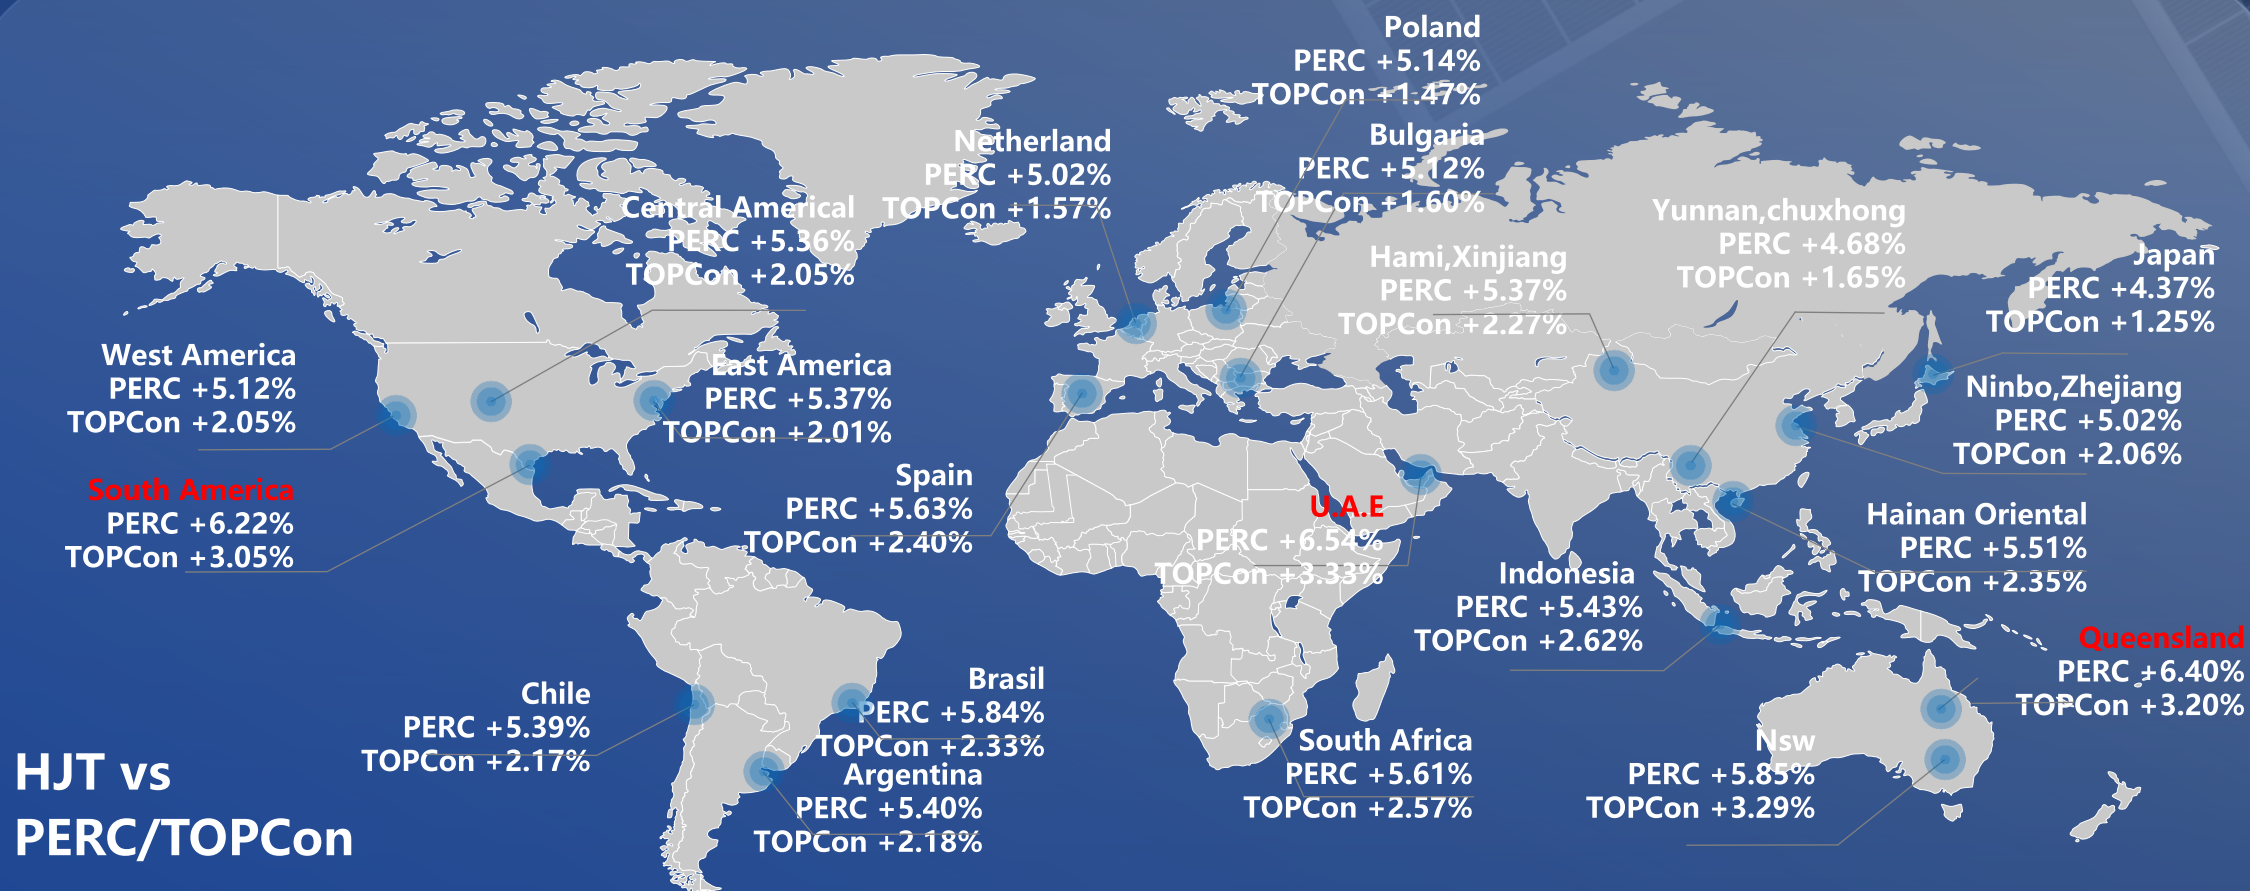 Poland
PERC +5.14%
TOPCon +1.47%
Netherland
PERC +5.02%
TOPCon +1.57%
Bulgaria
PERC +5.12%
TOPCon +1.60%
Central Americal
PERC +5.36%
TOPCon +2.05%
Hami,Xinjiang
PERC +5.37%
TOPCon +2.27%
Yunnan,chuxhong
PERC +4.68%
TOPCon +1.65%
Japan
PERC +4.37%
TOPCon +1.25%
West America
PERC +5.12%
TOPCon +2.05%
East America
PERC +5.37%
TOPCon +2.01%
Ninbo,Zhejiang
PERC +5.02%
TOPCon +2.06%
South America
PERC +6.22%
TOPCon +3.05%
Spain
PERC +5.63%
TOPCon +2.40%
U.A.E
PERC +6.54%
TOPCon +3.33%
Hainan Oriental
PERC +5.51%
TOPCon +2.35%
Indonesia
PERC +5.43%
TOPCon +2.62%
Queensland
PERC +6.40%
TOPCon +3.20%
Chile
PERC +5.39%
TOPCon +2.17%
Brasil
PERC +5.84%
TOPCon +2.33%
Argentina
PERC +5.40%
TOPCon +2.18%
South Africa
PERC +5.61%
TOPCon +2.57%
Nsw
PERC +5.85%
TOPCon +3.29%
HJT vs
PERC/TOPCon